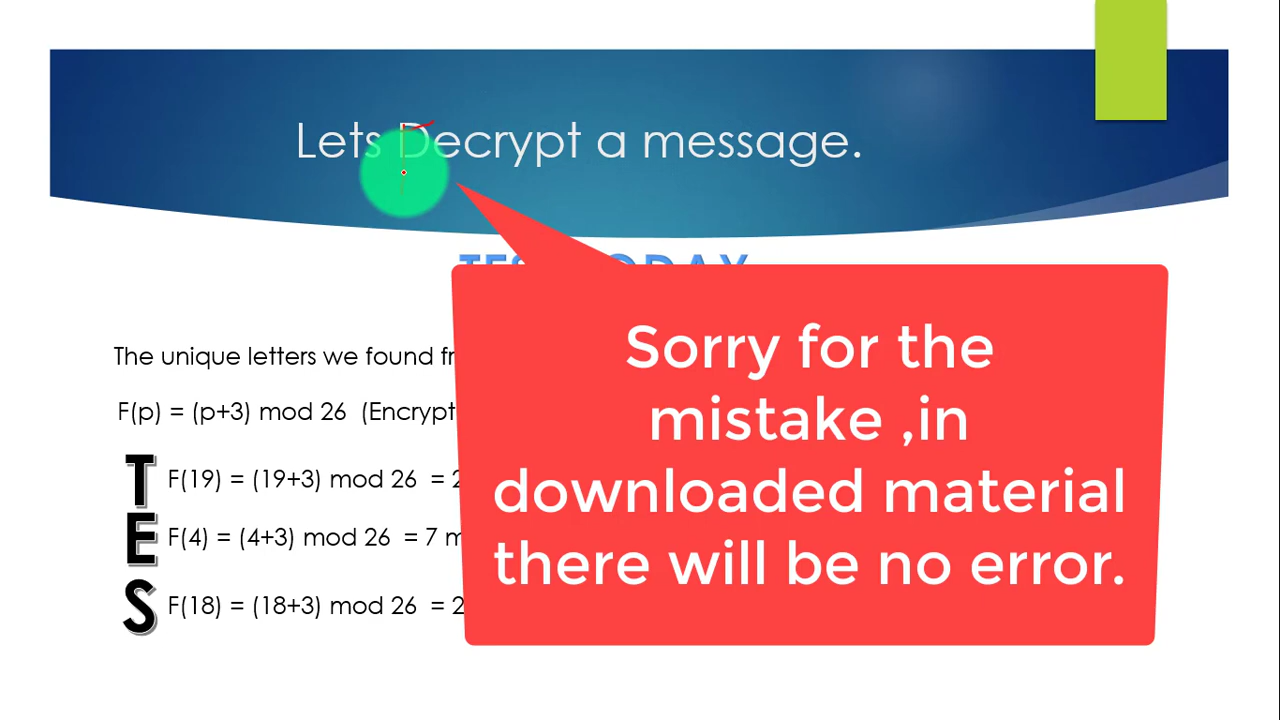 Lets Decrypt a message.
Sorry for the
mistake ,in
downloaded material
there will be no error.
The unique letters we found
F(p) = (p+3) mod 26 (Encrypt
T F(19) = (19+3) mod 26 = 2
E F(4) = (4+3) mod 26 = 7
S F(18) = (18+3) mod 26 = 2